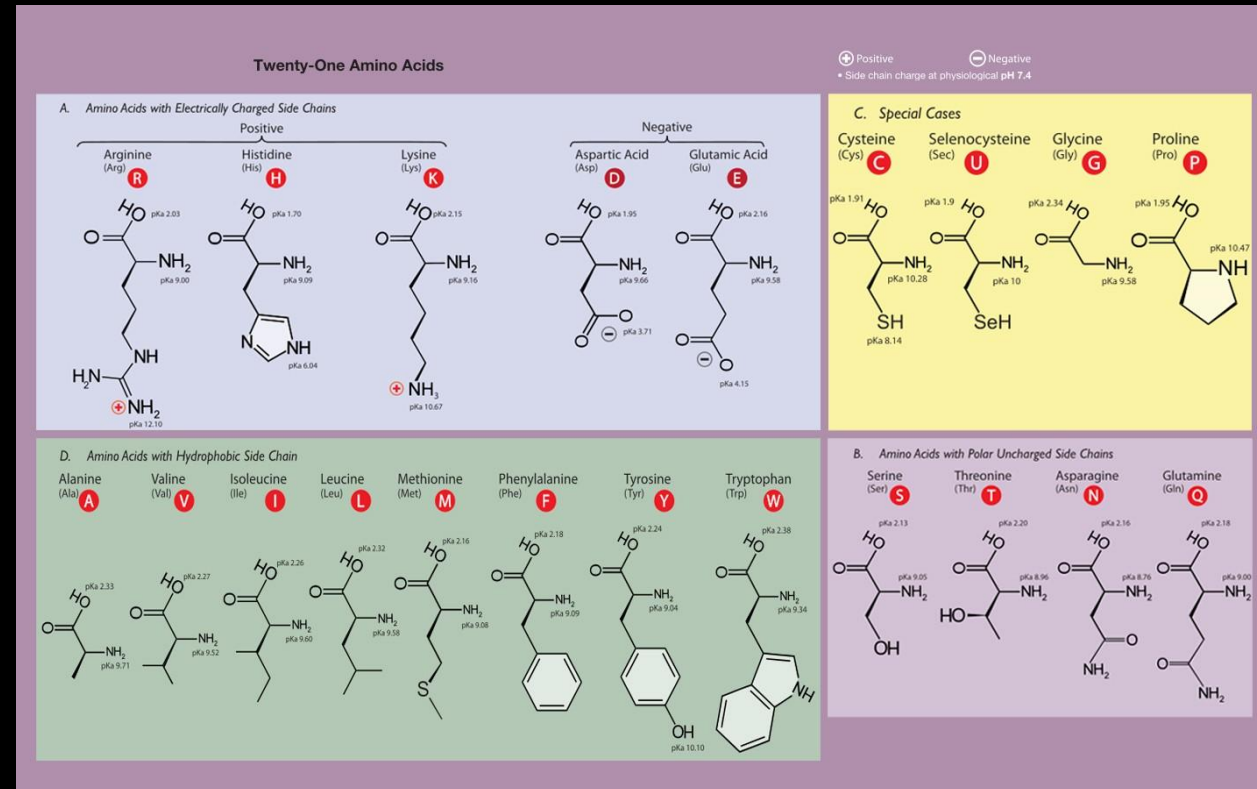 Twenty-One Amino Acids
⊕ Positive ⊖ Negative
• Side chain charge at physiological pH 7.4
A. Amino Acids with Electrically Charged Side Chains
Positive
Negative
Arginine
(Arg) R
Histidine
(His) H
Lysine
(Lys) K
Aspartic Acid
(Asp) D
Glutamic Acid
(Glu) E
HO pKa 2.03
O
NH₂
pKa 9.00
NH
H₂N
⊕NH₂
pKa 12.10
HO pKa 1.70
O
NH₂
pKa 9.09
N
NH
pKa 6.04
HO pKa 2.15
O
NH₂
pKa 9.16
⊕ NH₃
pKa 10.67
HO pKa 1.95
O
NH₂
pKa 9.66
O
O ⊖ pKa 3.71
HO pKa 2.16
O
NH₂
pKa 9.58
O
⊖ O
pKa 4.15
C. Special Cases
Cysteine
(Cys) C
Selenocysteine
(Sec) U
Glycine
(Gly) G
Proline
(Pro) P
pKa 1.91 HO
O
NH₂
pKa 10.28
SH
pKa 8.14
pKa 1.9 HO
O
NH₂
pKa 10
SeH
pKa 2.34 HO
O
NH₂
pKa 9.58
pKa 1.95 HO
O
pKa 10.47
NH
D. Amino Acids with Hydrophobic Side Chain
Alanine
(Ala) A
Valine
(Val) V
Isoleucine
(Ile) I
Leucine
(Leu) L
Methionine
(Met) M
Phenylalanine
(Phe) F
Tyrosine
(Tyr) Y
Tryptophan
(Trp) W
pKa 2.33
HO
O
NH₂
pKa 9.71
pKa 2.27
HO
O
NH₂
pKa 9.52
pKa 2.26
HO
O
NH₂
pKa 9.60
pKa 2.32
HO
O
NH₂
pKa 9.58
pKa 2.16
HO
O
NH₂
pKa 9.08
S
pKa 2.18
HO
O
NH₂
pKa 9.09
pKa 2.24
HO
O
NH₂
pKa 9.04
OH
pKa 10.10
pKa 2.38
HO
O
NH₂
pKa 9.34
NH
B. Amino Acids with Polar Uncharged Side Chains
Serine
(Ser) S
Threonine
(Thr) T
Asparagine
(Asn) N
Glutamine
(Gln) Q
pKa 2.13
HO
O
pKa 9.05
NH₂
OH
pKa 2.20
HO
O
pKa 8.96
NH₂
HO
pKa 2.16
HO
O
pKa 8.76
NH₂
O
NH₂
pKa 2.18
HO
O
pKa 9.00
NH₂
O
NH₂